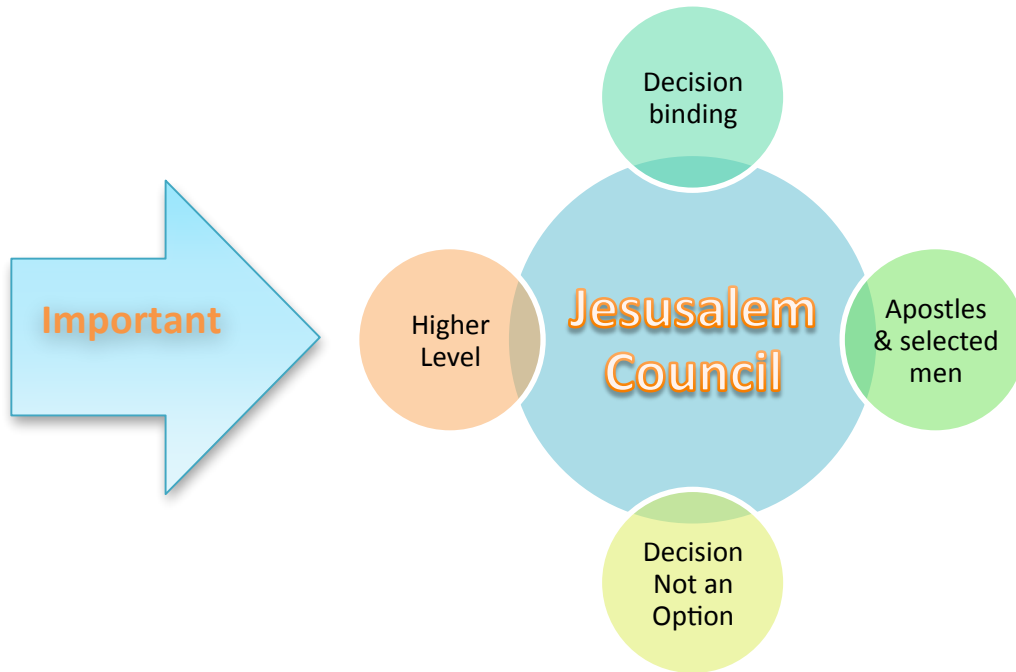 Important
Decision
binding
Higher
Level
Jesusalem
Council
Apostles
& selected
men
Decision
Not an
Option